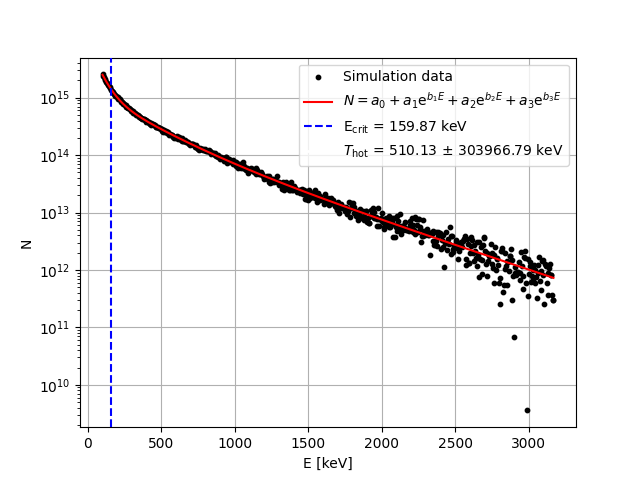 Simulation data
N = a₀ + a₁e^{b₁E} + a₂e^{b₂E} + a₃e^{b₃E}
E_crit = 159.87 keV
T_hot = 510.13 ± 303966.79 keV
N
10¹⁵
10¹⁴
10¹³
10¹²
10¹¹
10¹⁰
0 500 1000 1500 2000 2500 3000
E [keV]